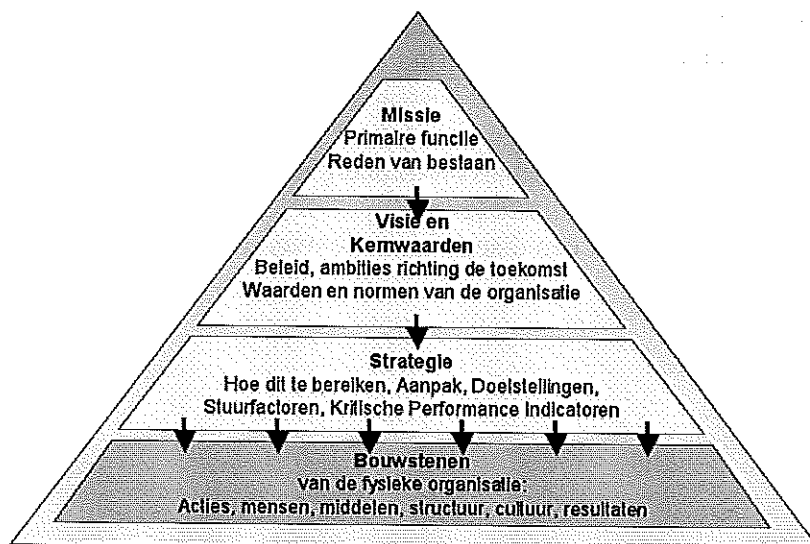 Missie
Primaire functie
Reden van bestaan
Visie en
Kernwaarden
Beleid, ambities richting de toekomst
Waarden en normen van de organisatie
Strategie
Hoe dit te bereiken, Aanpak, Doelstellingen,
Stuurfactoren, Kritische Performance Indicatoren
Bouwstenen
van de fysieke organisatie:
Acties, mensen, middelen, structuur, cultuur, resultaten